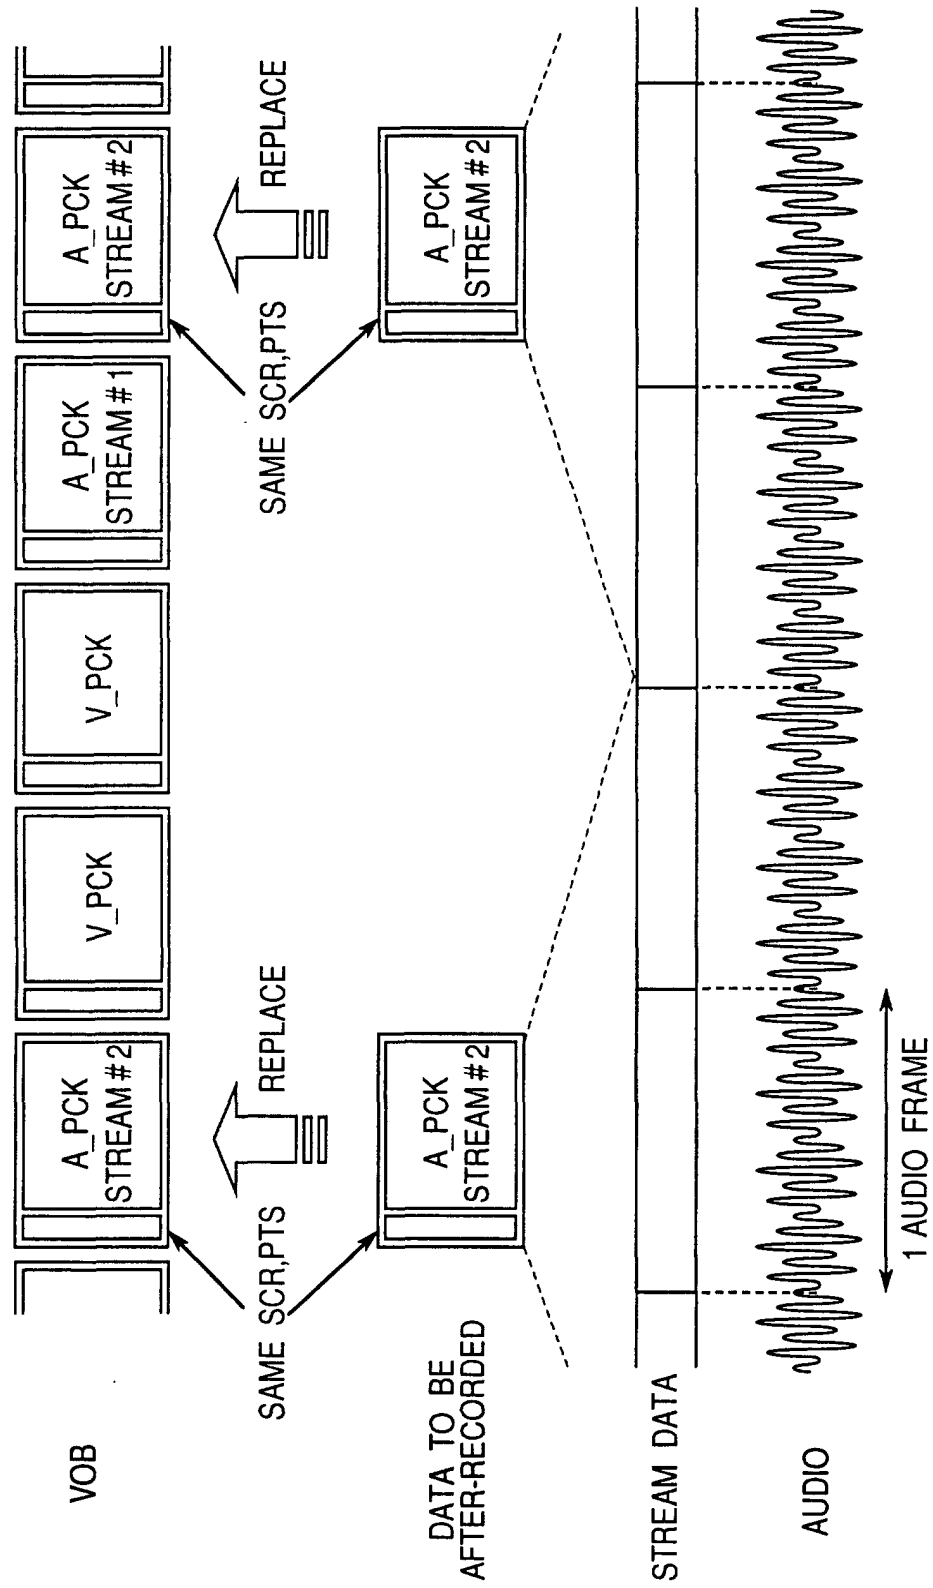 VOB
A_PCK
STREAM#2
V_PCK
V_PCK
A_PCK
STREAM#1
A_PCK
STREAM#2
SAME SCR,PTS
REPLACE
SAME SCR,PTS
REPLACE
DATA TO BE
AFTER-RECORDED
A_PCK
STREAM#2
A_PCK
STREAM#2
STREAM DATA
AUDIO
1 AUDIO FRAME